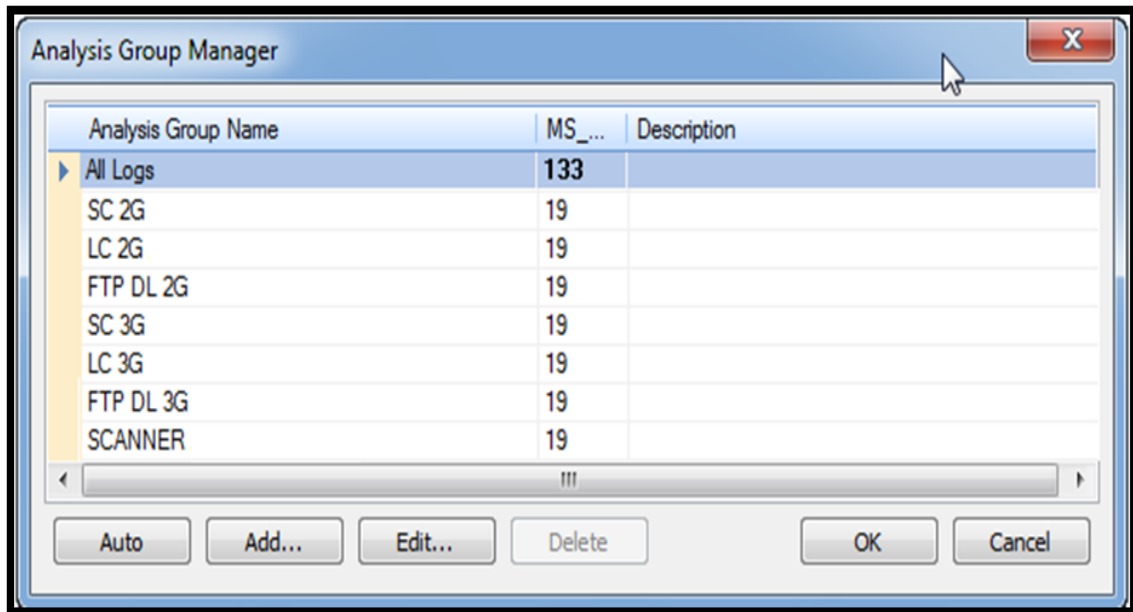 Analysis Group Manager
Analysis Group Name MS_... Description
All Logs 133
SC 2G 19
LC 2G 19
FTP DL 2G 19
SC 3G 19
LC 3G 19
FTP DL 3G 19
SCANNER 19
Auto Add... Edit... Delete OK Cancel